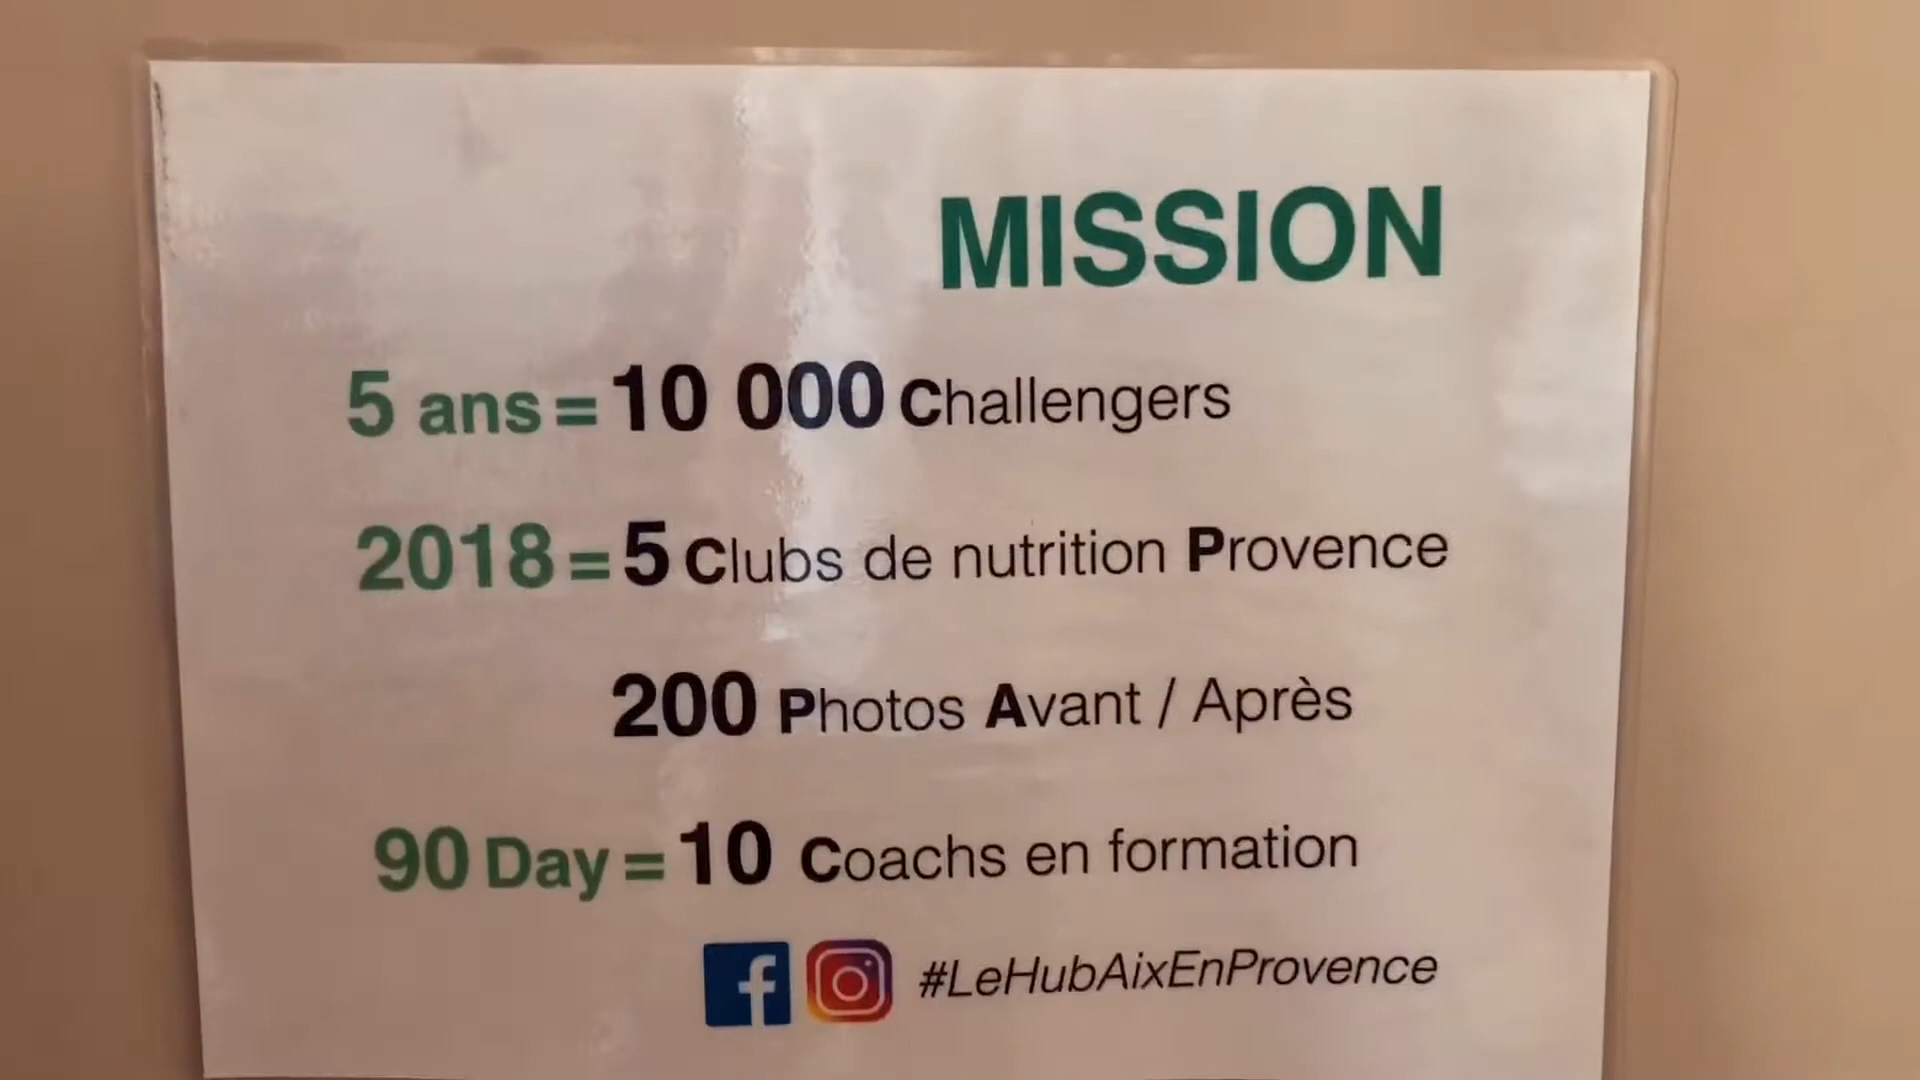 MISSION
5 ans = 10 000 Challengers
2018 = 5 Clubs de nutrition Provence
200 Photos Avant / Après
90 Day = 10 Coachs en formation
#LeHubAixEnProvence